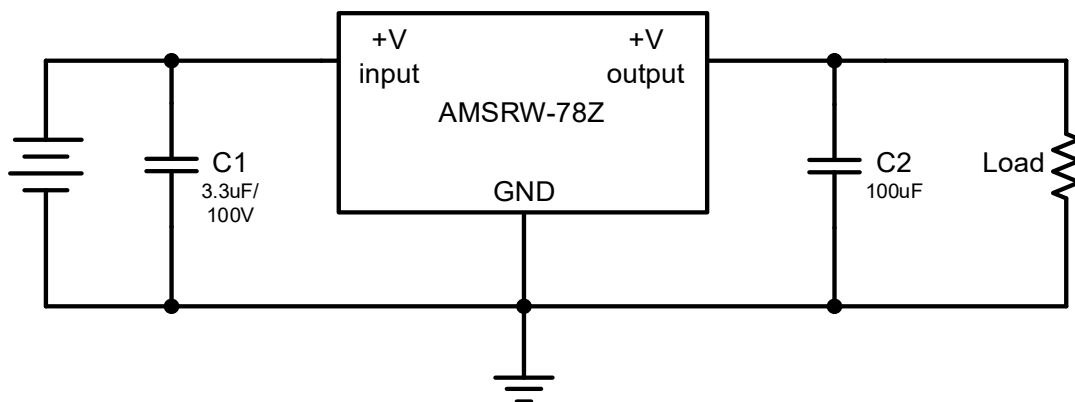 +V
input
+V
output
AMSRW-78Z
GND
C1
3.3uF/
100V
C2
100uF
Load